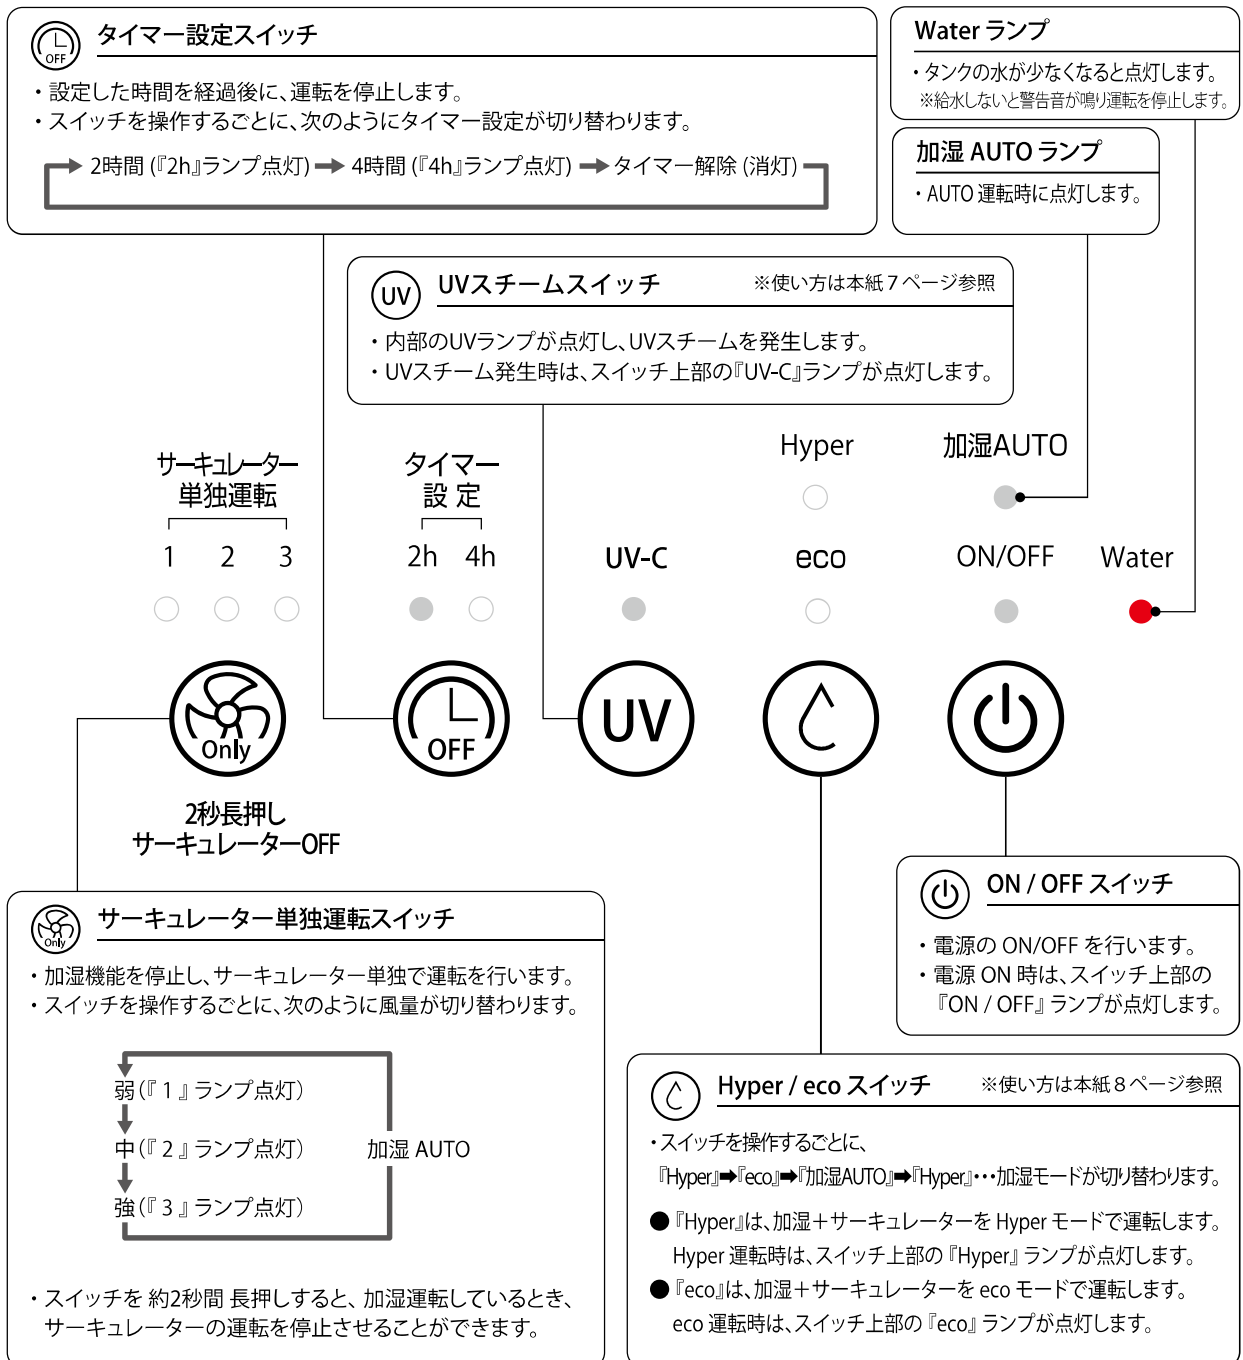 OFF
タイマー設定スイッチ
・設定した時間を経過後に、運転を停止します。
・スイッチを操作するごとに、次のようにタイマー設定が切り替わります。
2時間 (『2h』ランプ点灯) ➡ 4時間 (『4h』ランプ点灯) ➡ タイマー解除 (消灯)
Water ランプ
・タンクの水が少なくなると点灯します。
※給水しないと警告音が鳴り運転を停止します。
加湿 AUTO ランプ
・AUTO 運転時に点灯します。
UV
UVスチームスイッチ ※使い方は本紙７ページ参照
・内部のUVランプが点灯し、UVスチームを発生します。
・UVスチーム発生時は、スイッチ上部の『UV-C』ランプが点灯します。
サーキュレーター
単独運転
1 2 3
タイマー
設 定
2h 4h
UV-C
Hyper
eco
加湿AUTO
ON/OFF
Water
Only
OFF
UV
2秒長押し
サーキュレーターOFF
Only
サーキュレーター単独運転スイッチ
・加湿機能を停止し、サーキュレーター単独で運転を行います。
・スイッチを操作するごとに、次のように風量が切り替わります。
弱(『 1 』ランプ点灯)
中(『 2 』ランプ点灯)
強(『 3 』ランプ点灯)
加湿 AUTO
・スイッチを 約2秒間 長押しすると、加湿運転しているとき、
サーキュレーターの運転を停止させることができます。
ON / OFF スイッチ
・電源の ON/OFF を行います。
・電源 ON 時は、スイッチ上部の
『ON / OFF』ランプが点灯します。
Hyper / eco スイッチ ※使い方は本紙８ページ参照
・スイッチを操作するごとに、
『Hyper』➡『eco』➡『加湿AUTO』➡『Hyper』･･･加湿モードが切り替わります。
●『Hyper』は、加湿＋サーキュレーターを Hyper モードで運転します。
Hyper 運転時は、スイッチ上部の『Hyper』ランプが点灯します。
●『eco』は、加湿＋サーキュレーターを eco モードで運転します。
eco 運転時は、スイッチ上部の『eco』ランプが点灯します。